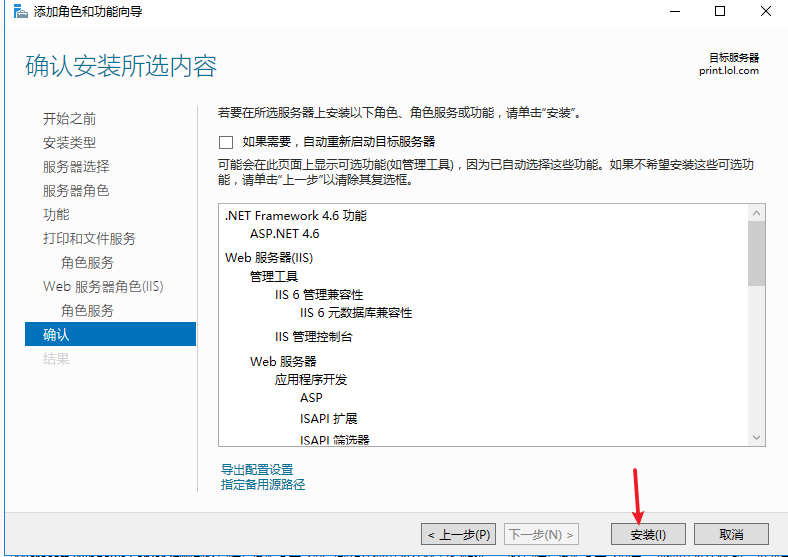 添加角色和功能向导
确认安装所选内容
目标服务器
print.lol.com
开始之前
安装类型
服务器选择
服务器角色
功能
打印和文件服务
角色服务
Web 服务器角色(IIS)
角色服务
确认
结果
若要在所选服务器上安装以下角色、角色服务或功能，请单击“安装”。
如果需要，自动重新启动目标服务器
可能会在此页面上显示可选功能(如管理工具)，因为已自动选择这些功能。如果不希望安装这些可选功
能，请单击“上一步”以清除其复选框。
.NET Framework 4.6 功能
ASP.NET 4.6
Web 服务器(IIS)
管理工具
IIS 6 管理兼容性
IIS 6 元数据库兼容性
IIS 管理控制台
Web 服务器
应用程序开发
ASP
ISAPI 扩展
ISAPI 筛选器
导出配置设置
指定备用源路径
< 上一步(P)
下一步(N) >
安装(I)
取消